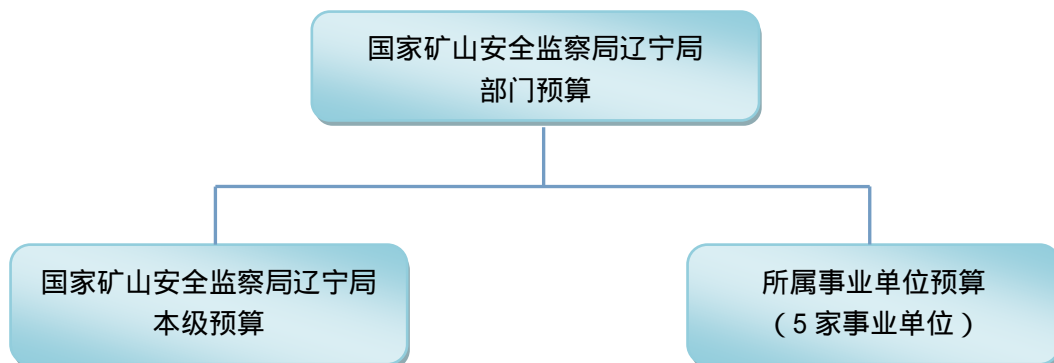 国家矿山安全监察局辽宁局
部门预算
国家矿山安全监察局辽宁局
本级预算
所属事业单位预算
（5 家事业单位）